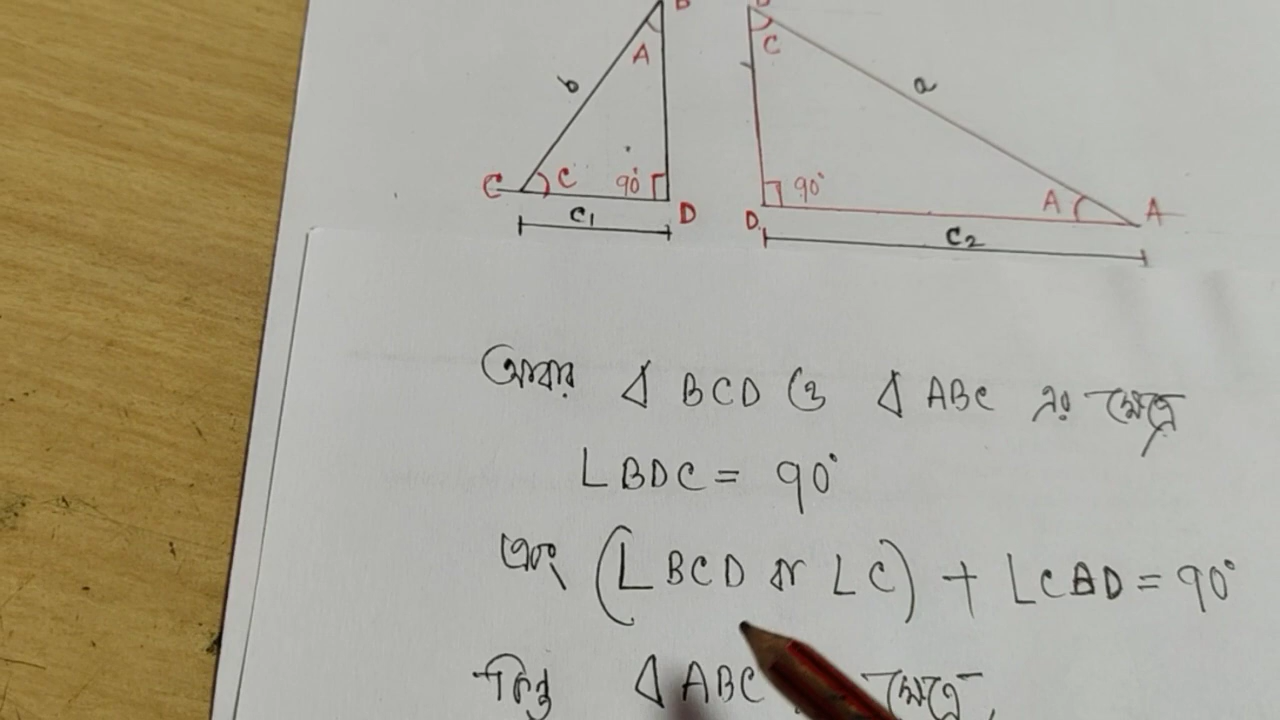 B
A
b
C
C
90°
D
C₁
C
a
D
90°
A
A
C₂
আবার ⊿ BCD ও ⊿ ABC এর ক্ষেত্রে
∠BDC = 90°
এবং (∠BCD বা ∠C) + ∠CBD = 90°
কিন্তু ⊿ABC ক্ষেত্রে,